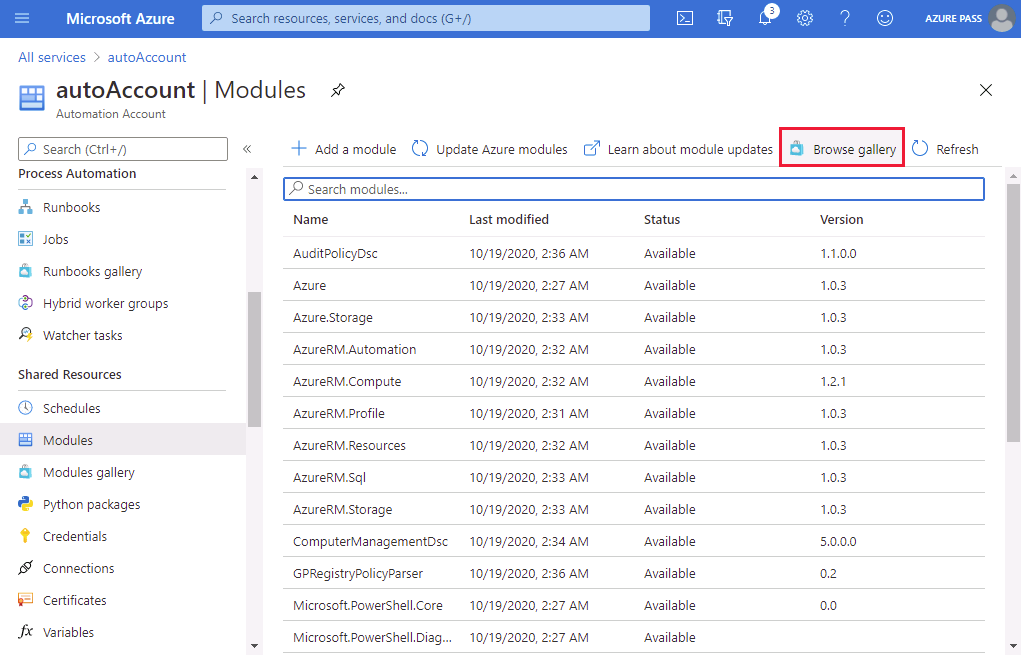 Microsoft Azure
Search resources, services, and docs (G+/)
3
AZURE PASS
All services > autoAccount
autoAccount | Modules
Automation Account
Search (Ctrl+/)
«
Process Automation
Runbooks
Jobs
Runbooks gallery
Hybrid worker groups
Watcher tasks
Shared Resources
Schedules
Modules
Modules gallery
Python packages
Credentials
Connections
Certificates
fx Variables
Add a module Update Azure modules Learn about module updates Browse gallery Refresh
Search modules...
Name Last modified Status Version
AuditPolicyDsc 10/19/2020, 2:36 AM Available 1.1.0.0
Azure 10/19/2020, 2:27 AM Available 1.0.3
Azure.Storage 10/19/2020, 2:33 AM Available 1.0.3
AzureRM.Automation 10/19/2020, 2:32 AM Available 1.0.3
AzureRM.Compute 10/19/2020, 2:32 AM Available 1.2.1
AzureRM.Profile 10/19/2020, 2:31 AM Available 1.0.3
AzureRM.Resources 10/19/2020, 2:32 AM Available 1.0.3
AzureRM.Sql 10/19/2020, 2:33 AM Available 1.0.3
AzureRM.Storage 10/19/2020, 2:33 AM Available 1.0.3
ComputerManagementDsc 10/19/2020, 2:34 AM Available 5.0.0.0
GPRegistryPolicyParser 10/19/2020, 2:36 AM Available 0.2
Microsoft.PowerShell.Core 10/19/2020, 2:27 AM Available 0.0
Microsoft.PowerShell.Diag... 10/19/2020, 2:27 AM Available